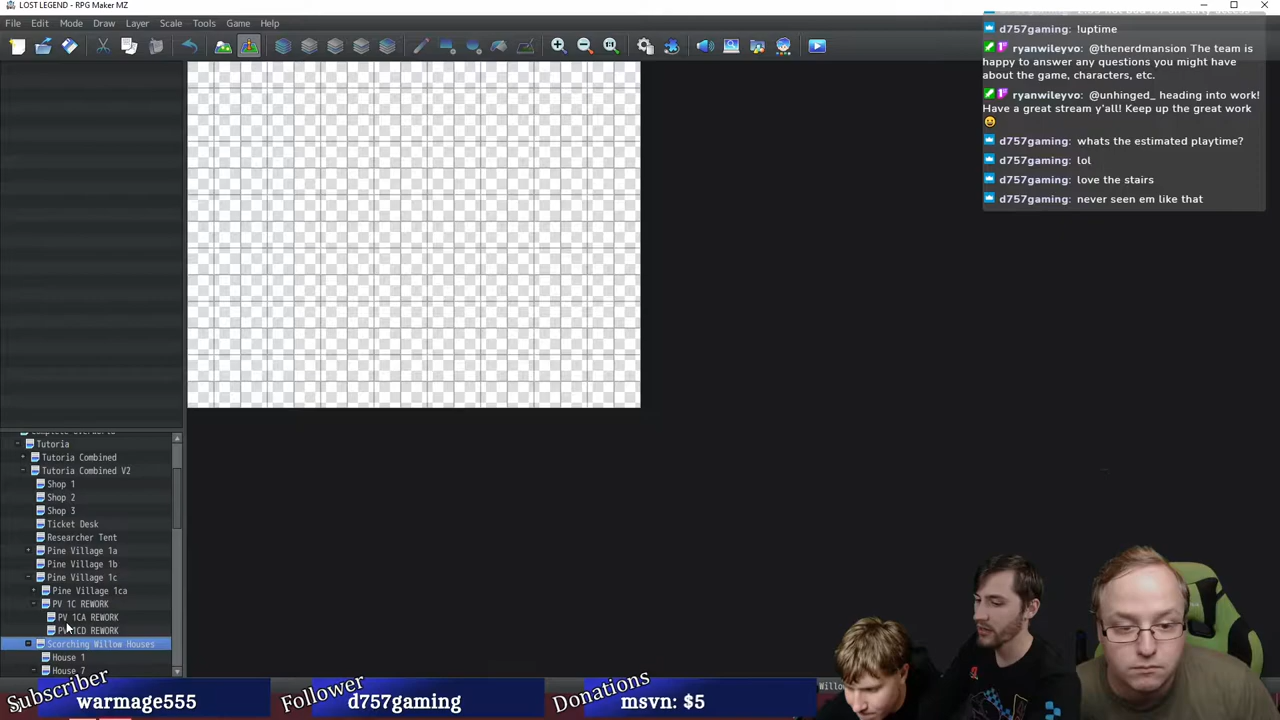 LOST LEGEND - RPG Maker MZ
File Edit Mode Draw Layer Scale Tools Game Help
d757gaming: !uptime
ryanwileyvo: @thenerdmansion The team is
happy to answer any questions you might have
about the game, characters, etc.
ryanwileyvo: @unhinged_ heading into work!
Have a great stream y'all! Keep up the great work
d757gaming: whats the estimated playtime?
d757gaming: lol
d757gaming: love the stairs
d757gaming: never seen em like that
Tutoria
Tutoria Combined
Tutoria Combined V2
Shop 1
Shop 2
Shop 3
Ticket Desk
Researcher Tent
Pine Village 1a
Pine Village 1b
Pine Village 1c
Pine Village 1ca
PV 1C REWORK
PV 1CA REWORK
PV 1CD REWORK
Scorching Willow Houses
House 1
House 7
Subscriber
warmage555
Follower
d757gaming
Donations
msvn: $5